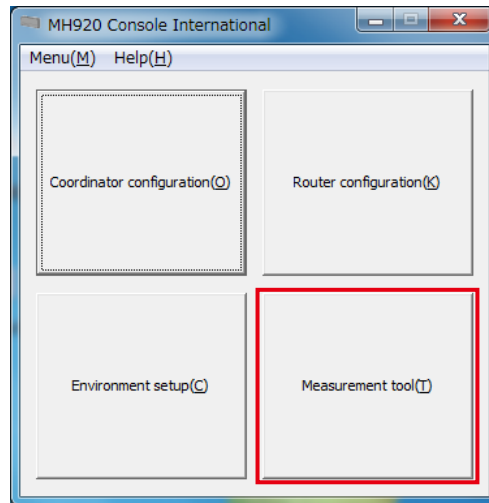 MH920 Console International
Menu(M) Help(H)
Coordinator configuration(O)
Router configuration(K)
Environment setup(C)
Measurement tool(T)